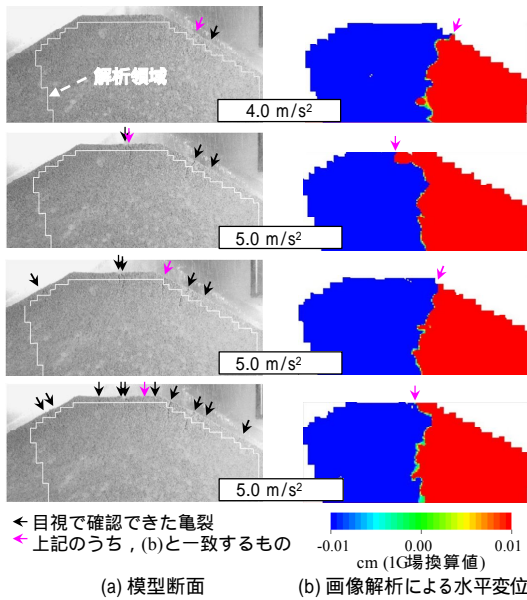 解析領域
4.0 m/s²
5.0 m/s²
5.0 m/s²
5.0 m/s²
目視で確認できた亀裂
上記のうち，(b)と一致するもの
-0.01 0.00 0.01
cm (1G場換算値)
(a) 模型断面
(b) 画像解析による水平変位